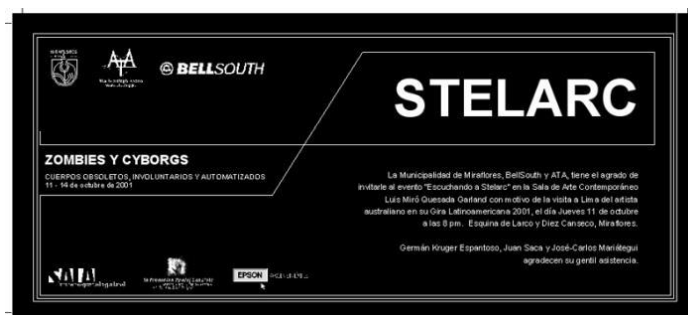 MIRAFLORES
ATA
BELLSOUTH
STELARC
ZOMBIES Y CYBORGS
CUERPOS OBSOLETOS, INVOLUNTARIOS Y AUTOMATIZADOS
11 - 14 de octubre de 2001
La Municipalidad de Miraflores, BellSouth y ATA, tiene el agrado de
invitarle al evento "Escuchando a Stelarc" en la Sala de Arte Contemporáneo
Luis Miró Quesada Garland con motivo de la visita a Lima del artista
australiano en su Gira Latinoamericana 2001, el día Jueves 11 de octubre
a las 8 pm. Esquina de Larco y Diez Canseco, Miraflores.
Germán Kruger Espantoso, Juan Saca y José-Carlos Mariátegui
agradecen su gentil asistencia.
SALA
EPSON